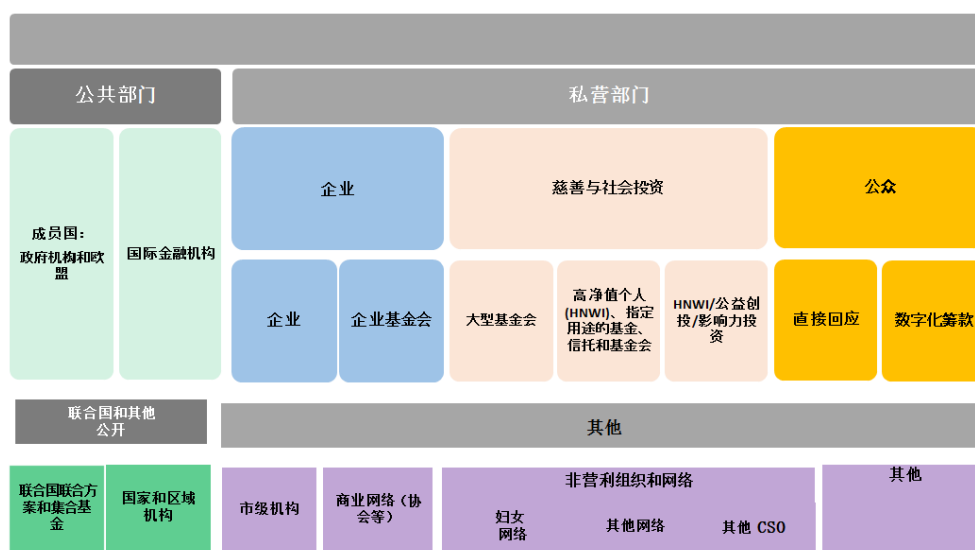 公共部门
私营部门
成员国：
政府机构和欧
盟
国际金融机构
企业
慈善与社会投资
公众
企业
企业基金会
大型基金会
高净值个人
(HNWI)、指定
用途的基金、
信托和基金会
HNWI/公益创
投/影响力投
资
直接回应
数字化筹款
联合国和其他
公开
其他
联合国联合方
案和集合基
金
国家和区域
机构
市级机构
商业网络（协
会等）
非营利组织和网络
妇女
网络
其他网络
其他 CSO
其他